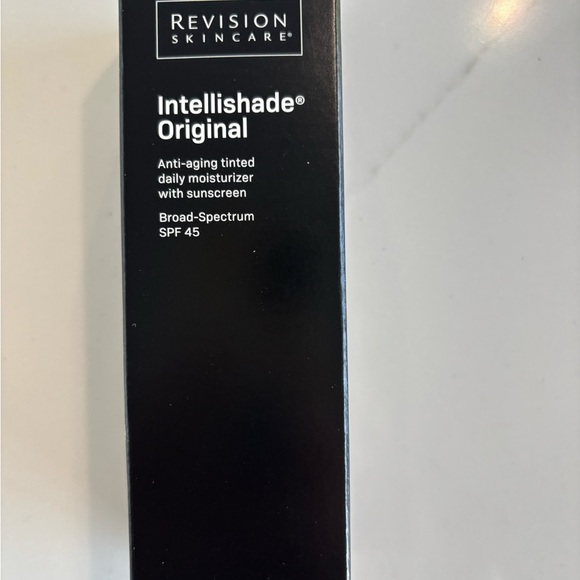 REVISION
SKINCARE®
Intellishade®
Original
Anti-aging tinted
daily moisturizer
with sunscreen
Broad-Spectrum
SPF 45